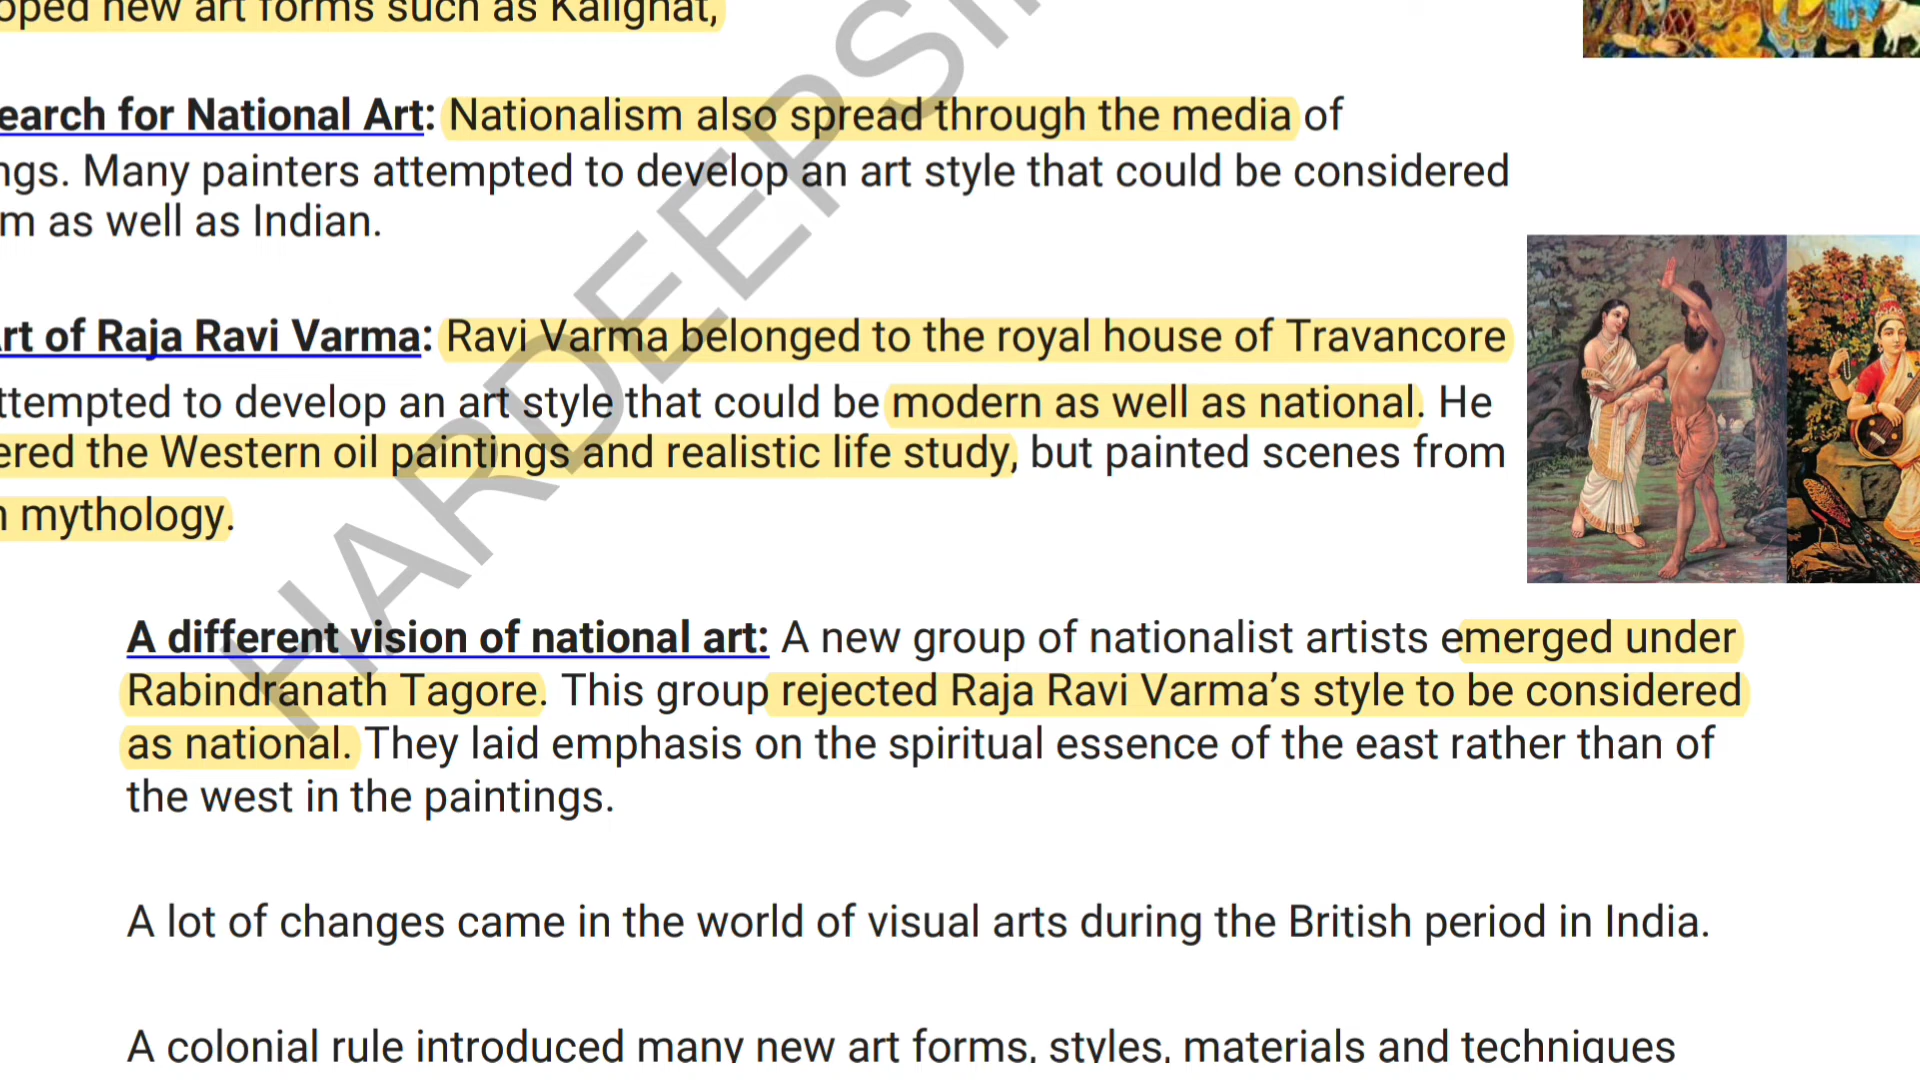 oped new art forms such as Kalighat,
earch for National Art: Nationalism also spread through the media of
ngs. Many painters attempted to develop an art style that could be considered
m as well as Indian.
rt of Raja Ravi Varma: Ravi Varma belonged to the royal house of Travancore
ttempted to develop an art style that could be modern as well as national. He
ered the Western oil paintings and realistic life study, but painted scenes from
n mythology.
A different vision of national art: A new group of nationalist artists emerged under
Rabindranath Tagore. This group rejected Raja Ravi Varma’s style to be considered
as national. They laid emphasis on the spiritual essence of the east rather than of
the west in the paintings.
A lot of changes came in the world of visual arts during the British period in India.
A colonial rule introduced many new art forms, styles, materials and techniques
HARDEEPSI